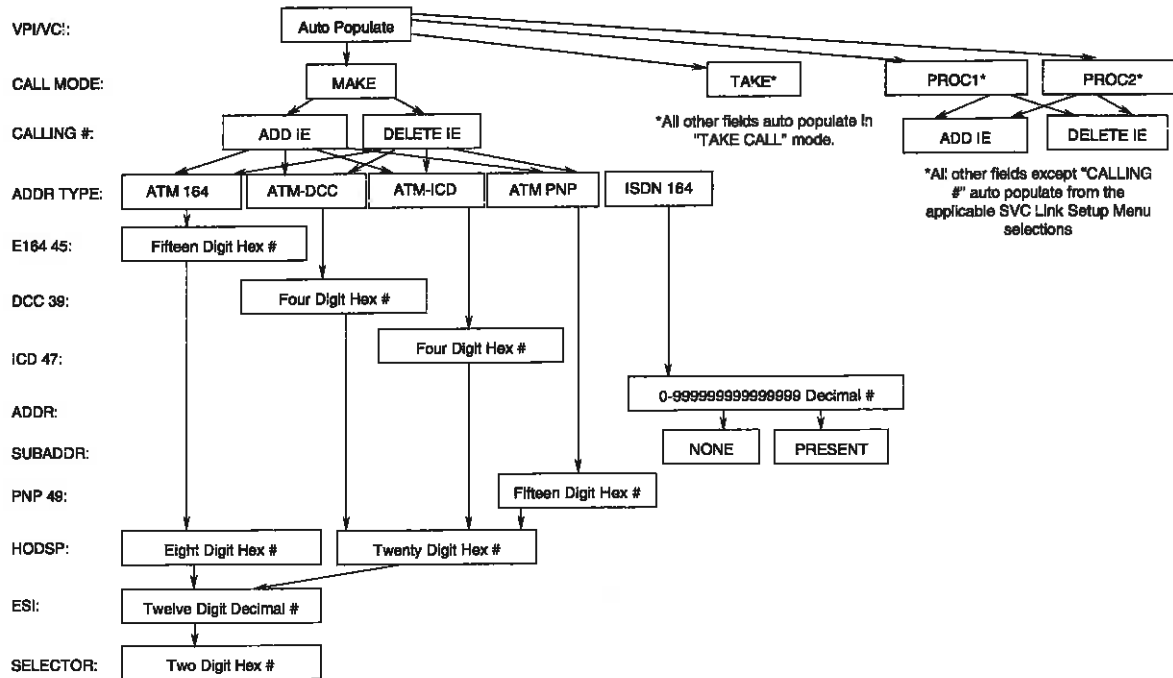 VPI/VCI: Auto Populate
CALL MODE: MAKE TAKE* PROC1* PROC2*
CALLING #: ADD IE DELETE IE
*All other fields auto populate in
"TAKE CALL" mode.
ADD IE DELETE IE
*All other fields except "CALLING
#" auto populate from the
applicable SVC Link Setup Menu
selections
ADDR TYPE: ATM 164 ATM-DCC ATM-ICD ATM PNP ISDN 164
E164 45: Fifteen Digit Hex #
DCC 39: Four Digit Hex #
ICD 47: Four Digit Hex #
ADDR: 0-999999999999999 Decimal #
SUBADDR: NONE PRESENT
PNP 49: Fifteen Digit Hex #
HODSP: Eight Digit Hex # Twenty Digit Hex #
ESI: Twelve Digit Decimal #
SELECTOR: Two Digit Hex #